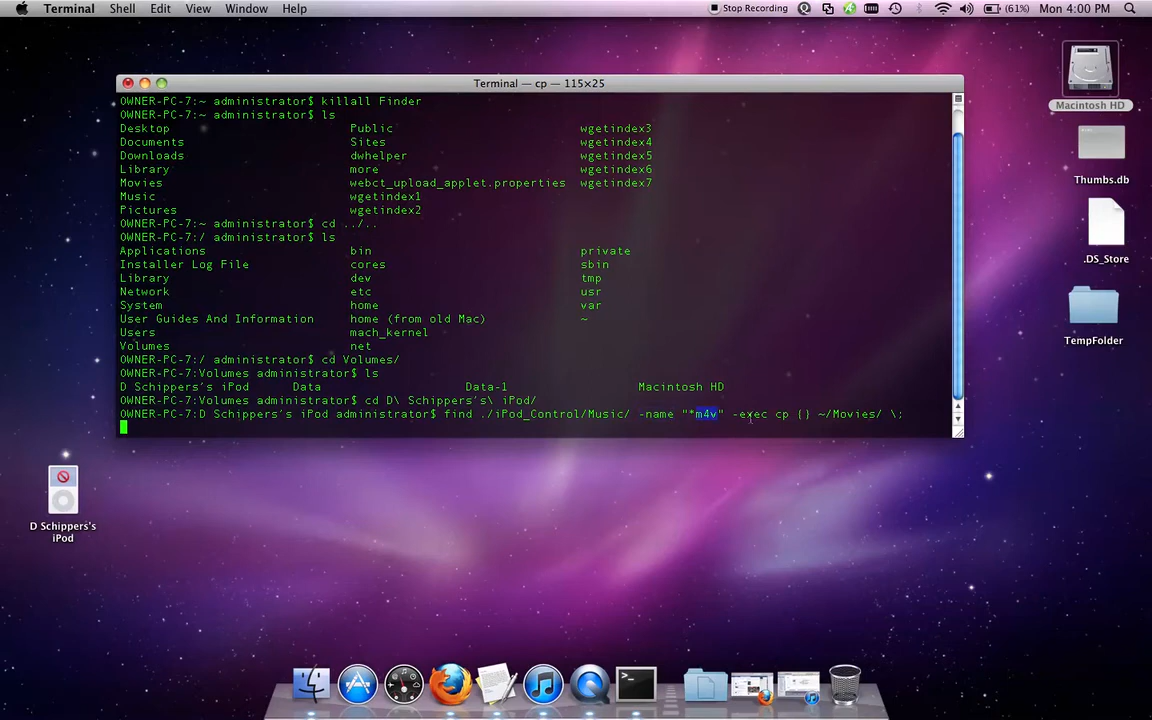 Terminal Shell Edit View Window Help Stop Recording (61%) Mon 4:00 PM
Terminal — cp — 115×25
OWNER-PC-7:~ administrator$ killall Finder
OWNER-PC-7:~ administrator$ ls
Desktop Public wgetindex3
Documents Sites wgetindex4
Downloads dwhelper wgetindex5
Library more wgetindex6
Movies webct_upload_applet.properties wgetindex7
Music wgetindex1
Pictures wgetindex2
OWNER-PC-7:~ administrator$ cd ../..
OWNER-PC-7:/ administrator$ ls
Applications bin private
Installer Log File cores sbin
Library dev tmp
Network etc usr
System home var
User Guides And Information home (from old Mac) ~
Users mach_kernel
Volumes net
OWNER-PC-7:/ administrator$ cd Volumes/
OWNER-PC-7:Volumes administrator$ ls
D Schippers's iPod Data Data-1 Macintosh HD
OWNER-PC-7:Volumes administrator$ cd D\ Schippers's\ iPod/
OWNER-PC-7:D Schippers's iPod administrator$ find ./iPod_Control/Music/ -name "*m4v" -exec cp {} ~/Movies/ \;
Macintosh HD
Thumbs.db
.DS_Store
TempFolder
D Schippers's
iPod